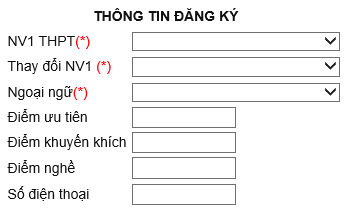 THÔNG TIN ĐĂNG KÝ
NV1 THPT(*)
Thay đổi NV1 (*)
Ngoại ngữ(*)
Điểm ưu tiên
Điểm khuyến khích
Điểm nghề
Số điện thoại